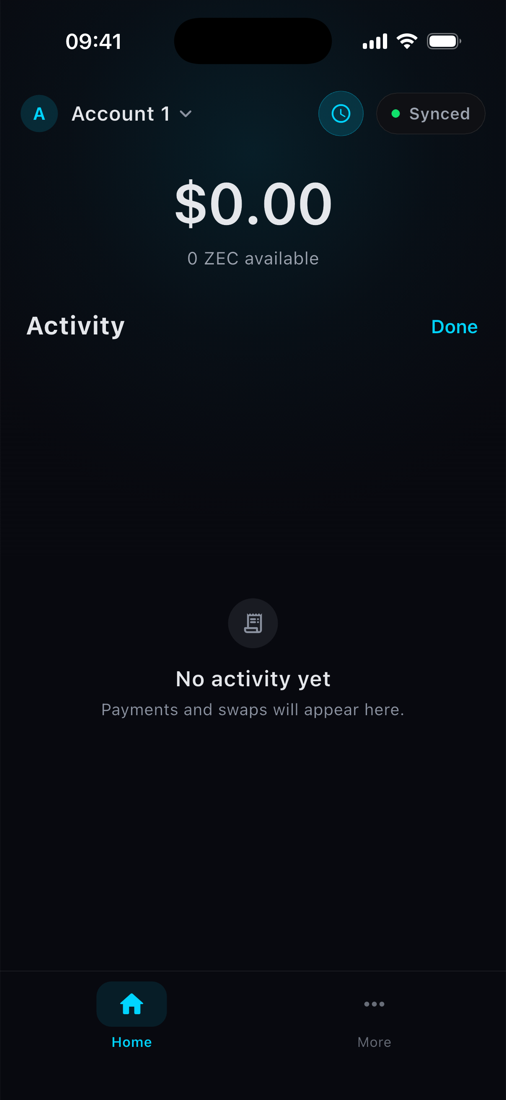 09:41
A
Account 1
Synced
$0.00
0 ZEC available
Activity
Done
No activity yet
Payments and swaps will appear here.
Home
More